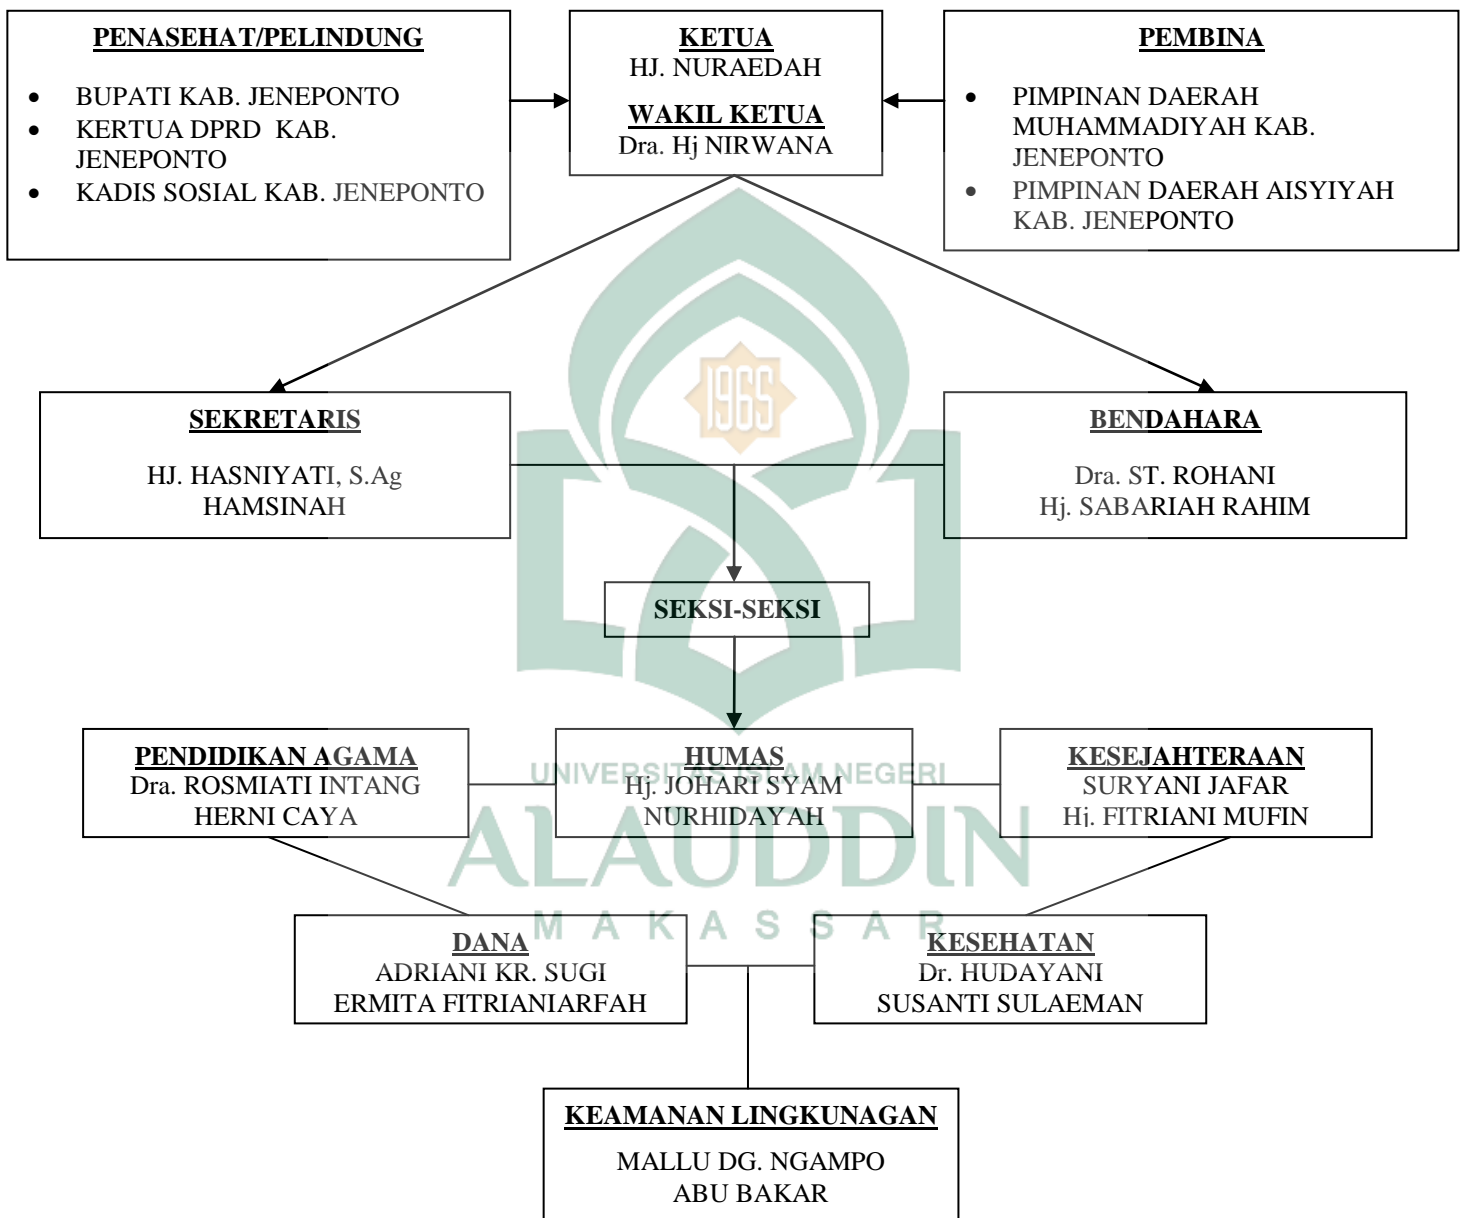 PENASEHAT/PELINDUNG
• BUPATI KAB. JENEPONTO
• KERTUA DPRD KAB.
JENEPONTO
• KADIS SOSIAL KAB. JENEPONTO
KETUA
HJ. NURAEDAH
WAKIL KETUA
Dra. Hj NIRWANA
PEMBINA
• PIMPINAN DAERAH
MUHAMMADIYAH KAB.
JENEPONTO
• PIMPINAN DAERAH AISYIYAH
KAB. JENEPONTO
1965
SEKRETARIS
HJ. HASNIYATI, S.Ag
HAMSINAH
BENDAHARA
Dra. ST. ROHANI
Hj. SABARIAH RAHIM
SEKSI-SEKSI
PENDIDIKAN AGAMA
Dra. ROSMIATI INTANG
HERNI CAYA
HUMAS
Hj. JOHARI SYAM
NURHIDAYAH
KESEJAHTERAAN
SURYANI JAFAR
Hj. FITRIANI MUFIN
UNIVERSITAS ISLAM NEGERI
ALAUDDIN
MAKASSAR
DANA
ADRIANI KR. SUGI
ERMITA FITRIANIARFAH
KESEHATAN
Dr. HUDAYANI
SUSANTI SULAEMAN
KEAMANAN LINGKUNAGAN
MALLU DG. NGAMPO
ABU BAKAR